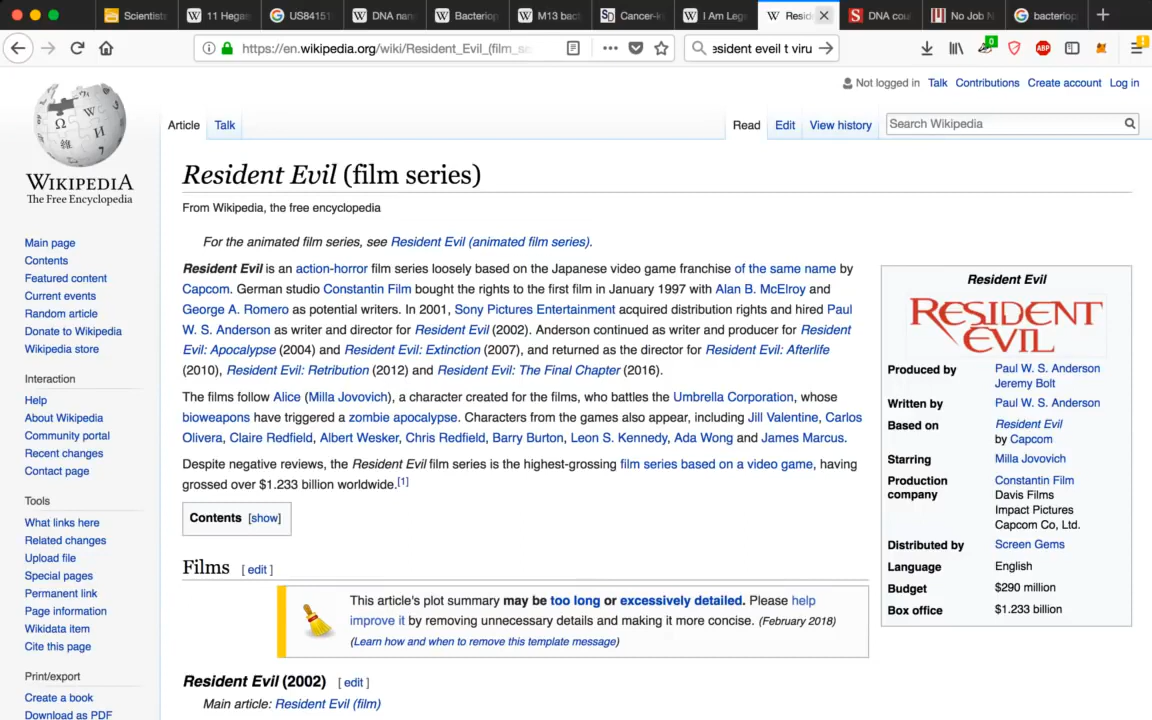 Scientist
11 Hegas
US84151
DNA nan
Bacteriop
M13 bac
Cancer-k
I Am Leg
Resid
DNA cou
No Job N
bacteriop
https://en.wikipedia.org/wiki/Resident_Evil_(film_se
esident eveil t viru
0
ABP
Not logged in Talk Contributions Create account Log in
Article Talk Read Edit View history Search Wikipedia
WIKIPEDIA
The Free Encyclopedia
Main page
Contents
Featured content
Current events
Random article
Donate to Wikipedia
Wikipedia store
Interaction
Help
About Wikipedia
Community portal
Recent changes
Contact page
Tools
What links here
Related changes
Upload file
Special pages
Permanent link
Page information
Wikidata item
Cite this page
Print/export
Create a book
Download as PDF
Resident Evil (film series)
From Wikipedia, the free encyclopedia
For the animated film series, see Resident Evil (animated film series).
Resident Evil is an action-horror film series loosely based on the Japanese video game franchise of the same name by
Capcom. German studio Constantin Film bought the rights to the first film in January 1997 with Alan B. McElroy and
George A. Romero as potential writers. In 2001, Sony Pictures Entertainment acquired distribution rights and hired Paul
W. S. Anderson as writer and director for Resident Evil (2002). Anderson continued as writer and producer for Resident
Evil: Apocalypse (2004) and Resident Evil: Extinction (2007), and returned as the director for Resident Evil: Afterlife
(2010), Resident Evil: Retribution (2012) and Resident Evil: The Final Chapter (2016).
The films follow Alice (Milla Jovovich), a character created for the films, who battles the Umbrella Corporation, whose
bioweapons have triggered a zombie apocalypse. Characters from the games also appear, including Jill Valentine, Carlos
Olivera, Claire Redfield, Albert Wesker, Chris Redfield, Barry Burton, Leon S. Kennedy, Ada Wong and James Marcus.
Despite negative reviews, the Resident Evil film series is the highest-grossing film series based on a video game, having
grossed over $1.233 billion worldwide.[1]
Contents [show]
Films [ edit ]
This article's plot summary may be too long or excessively detailed. Please help
improve it by removing unnecessary details and making it more concise. (February 2018)
(Learn how and when to remove this template message)
Resident Evil (2002) [ edit ]
Main article: Resident Evil (film)
Resident Evil
RESIDENT
EVIL
Produced by Paul W. S. Anderson
Jeremy Bolt
Written by Paul W. S. Anderson
Based on Resident Evil
by Capcom
Starring Milla Jovovich
Production Constantin Film
company Davis Films
Impact Pictures
Capcom Co, Ltd.
Distributed by Screen Gems
Language English
Budget $290 million
Box office $1.233 billion